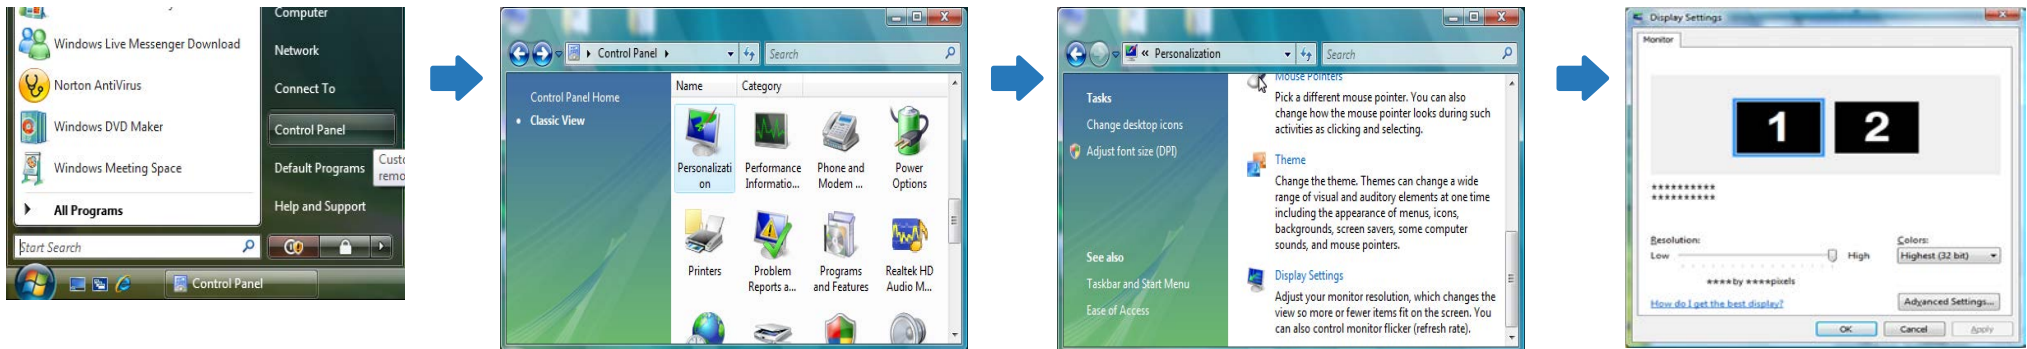 Computer
Windows Live Messenger Download
Network
Norton AntiVirus
Connect To
Windows DVD Maker
Control Panel
Windows Meeting Space
Default Programs
All Programs
Help and Support
Start Search
Control Panel
Control Panel
Search
Control Panel Home
Classic View
Name
Category
Personalizati
on
Performance
Informatio...
Phone and
Modem ...
Power
Options
Printers
Problem
Reports a...
Programs
and Features
Realtek HD
Audio M...
« Personalization
Search
Tasks
Change desktop icons
Adjust font size (DPI)
See also
Taskbar and Start Menu
Ease of Access
Mouse Pointers
Pick a different mouse pointer. You can also
change how the mouse pointer looks during such
activities as clicking and selecting.
Theme
Change the theme. Themes can change a wide
range of visual and auditory elements at one time
including the appearance of menus, icons,
backgrounds, screen savers, some computer
sounds, and mouse pointers.
Display Settings
Adjust your monitor resolution, which changes the
view so more or fewer items fit on the screen. You
can also control monitor flicker (refresh rate).
Display Settings
Monitor
1 2
**********
**********
Resolution:
Low
High
****by ****pixels
Colors:
Highest (32 bit)
How do I get the best display?
Advanced Settings...
OK
Cancel
Apply